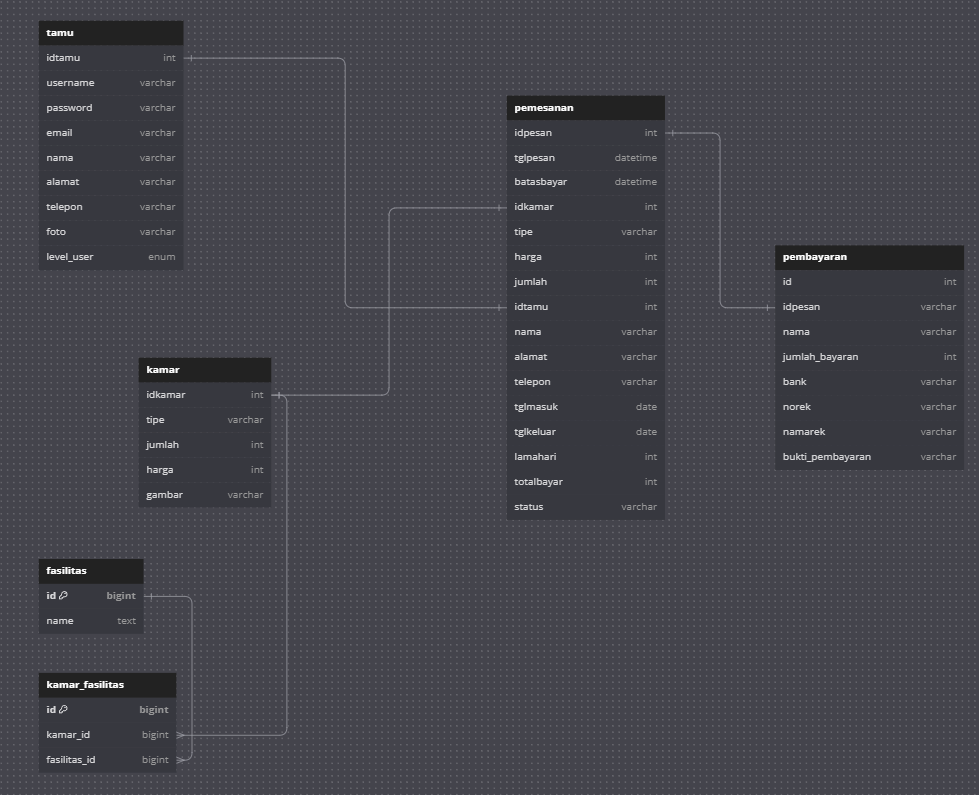 tamu
idtamu int
username varchar
password varchar
email varchar
nama varchar
alamat varchar
telepon varchar
foto varchar
level_user enum
pemesanan
idpesan int
tglpesan datetime
batasbayar datetime
idkamar int
tipe varchar
harga int
jumlah int
idtamu int
nama varchar
alamat varchar
telepon varchar
tglmasuk date
tglkeluar date
lamahari int
totalbayar int
status varchar
pembayaran
id int
idpesan varchar
nama varchar
jumlah_bayaran int
bank varchar
norek varchar
namarek varchar
bukti_pembayaran varchar
kamar
idkamar int
tipe varchar
jumlah int
harga int
gambar varchar
fasilitas
id bigint
name text
kamar_fasilitas
id bigint
kamar_id bigint
fasilitas_id bigint